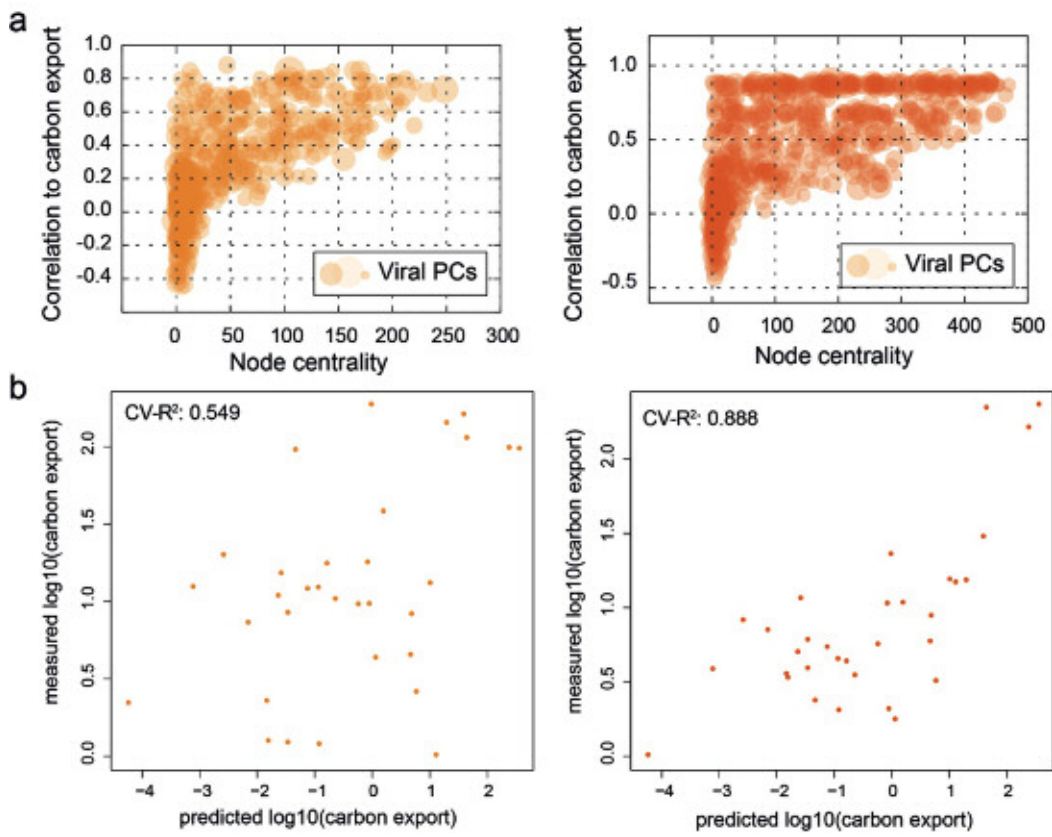 a
Correlation to carbon export
1.0
0.8
0.6
0.4
0.2
0.0
-0.2
-0.4
Viral PCs
0 50 100 150 200 250 300
Node centrality
Correlation to carbon export
1.0
0.5
0.0
-0.5
Viral PCs
0 100 200 300 400 500
Node centrality
b
CV-R²: 0.549
measured log10(carbon export)
2.0
1.5
1.0
0.5
0.0
−4 −3 −2 −1 0 1 2
predicted log10(carbon export)
CV-R²: 0.888
measured log10(carbon export)
2.0
1.5
1.0
0.5
0.0
−4 −3 −2 −1 0 1 2
predicted log10(carbon export)